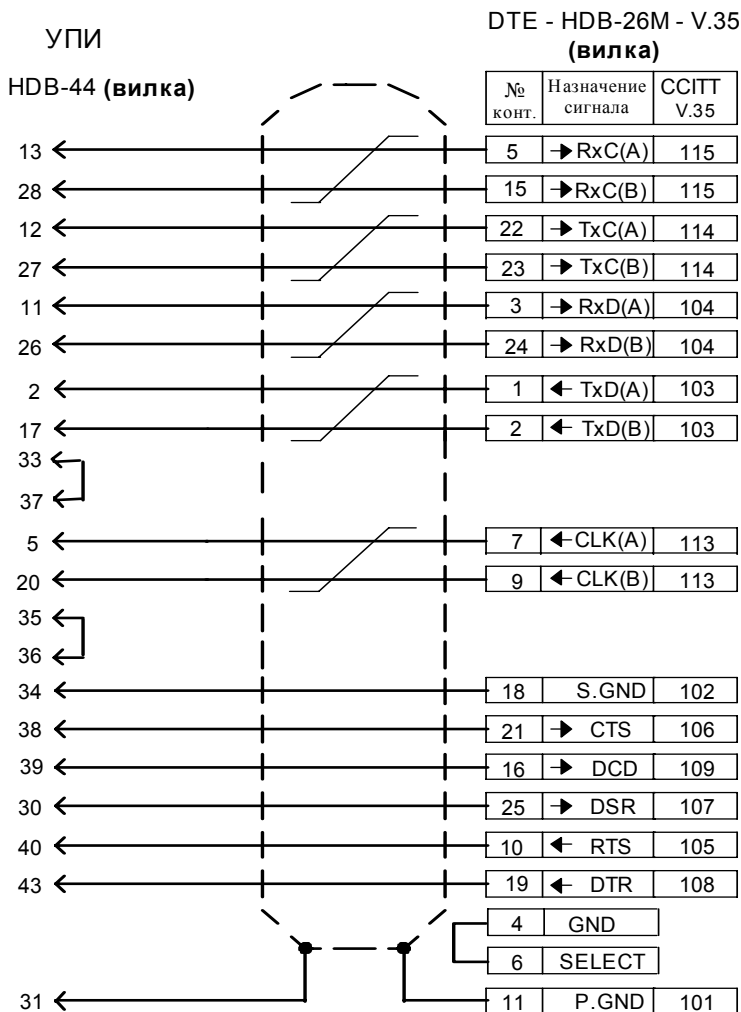 DTE - HDB-26M - V.35
УПИ
(вилка)
HDB-44 (вилка)
№ конт. Назначение сигнала CCITT V.35
13 5 RxC(A) 115
28 15 RxC(B) 115
12 22 TxC(A) 114
27 23 TxC(B) 114
11 3 RxD(A) 104
26 24 RxD(B) 104
2 1 TxD(A) 103
17 2 TxD(B) 103
33
37
5 7 CLK(A) 113
20 9 CLK(B) 113
35
36
34 18 S.GND 102
38 21 CTS 106
39 16 DCD 109
30 25 DSR 107
40 10 RTS 105
43 19 DTR 108
4 GND
6 SELECT
31 11 P.GND 101